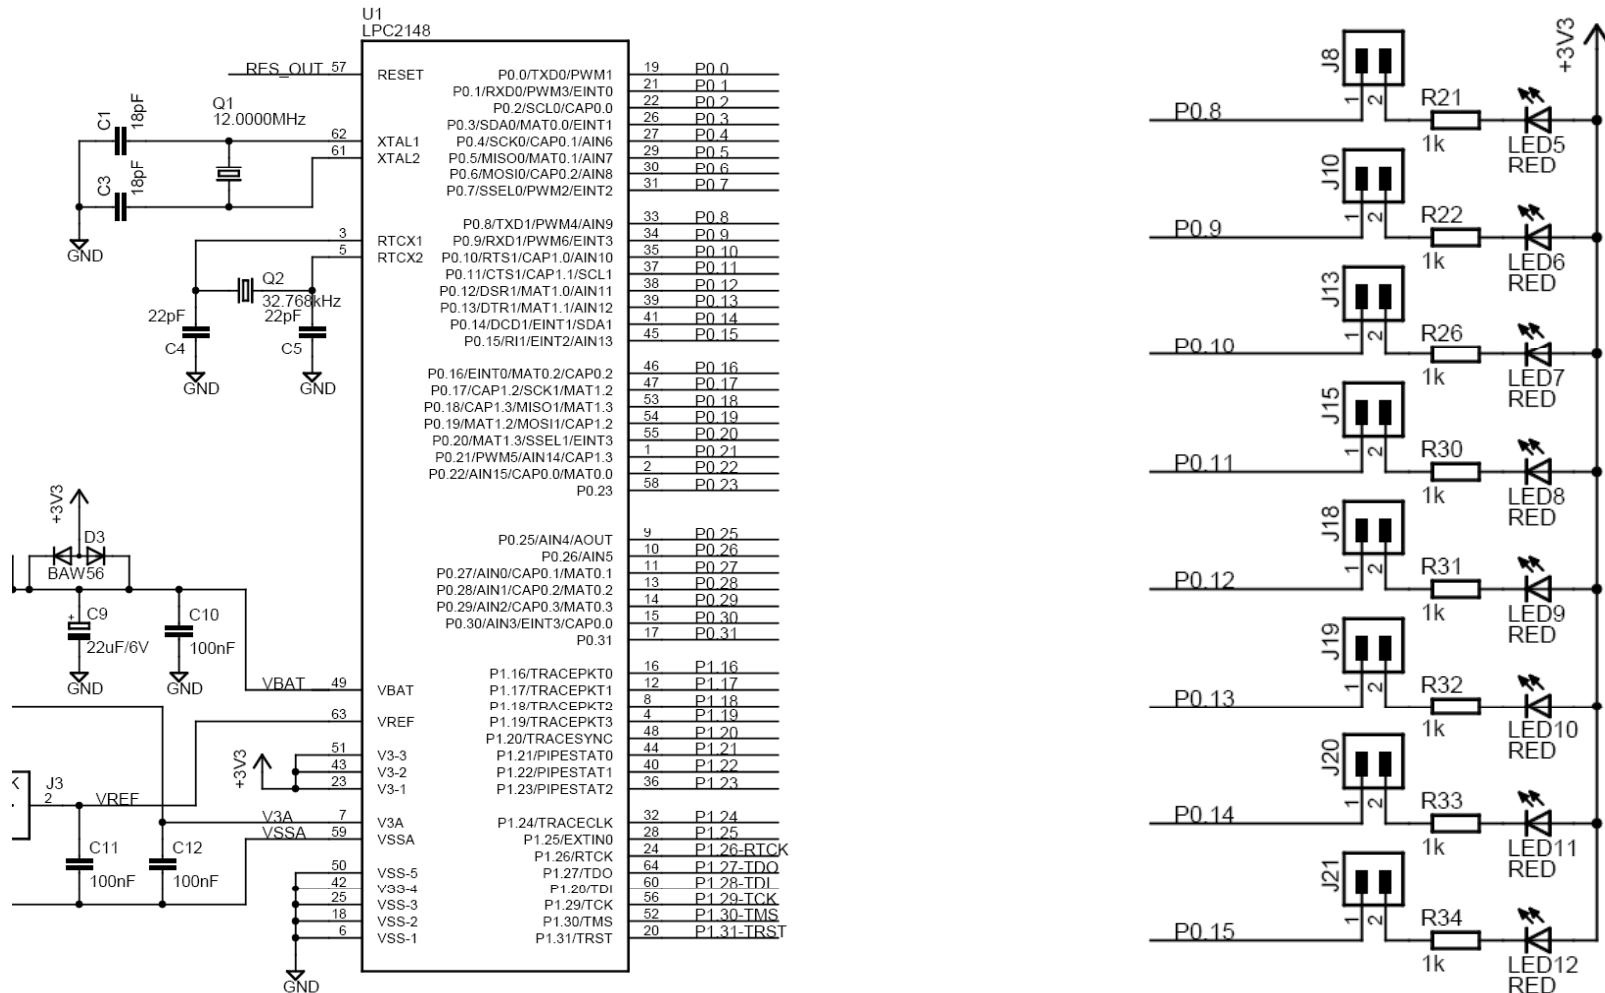 U1
LPC2148
RES_OUT 57 RESET
Q1
12.0000MHz
C1 18pF
C3 18pF
62 XTAL1
61 XTAL2
GND
3 RTCX1
5 RTCX2
Q2
32.768kHz
22pF 22pF
C4 C5
GND GND
+3V3
D3
BAW56
C9 C10
22uF/6V 100nF
+
GND GND
VBAT 49 VBAT
63 VREF
+3V3
51 V3-3
43 V3-2
23 V3-1
K J3
2 VREF
V3A 7 V3A
VSSA 59 VSSA
C11 C12
100nF 100nF
50 VSS-5
42 VSS-4
25 VSS-3
18 VSS-2
6 VSS-1
GND
P0.0/TXD0/PWM1 19 P0.0
P0.1/RXD0/PWM3/EINT0 21 P0.1
P0.2/SCL0/CAP0.0 22 P0.2
P0.3/SDA0/MAT0.0/EINT1 26 P0.3
P0.4/SCK0/CAP0.1/AIN6 27 P0.4
P0.5/MISO0/MAT0.1/AIN7 29 P0.5
P0.6/MOSI0/CAP0.2/AIN8 30 P0.6
P0.7/SSEL0/PWM2/EINT2 31 P0.7
P0.8/TXD1/PWM4/AIN9 33 P0.8
P0.9/RXD1/PWM6/EINT3 34 P0.9
P0.10/RTS1/CAP1.0/AIN10 35 P0.10
P0.11/CTS1/CAP1.1/SCL1 37 P0.11
P0.12/DSR1/MAT1.0/AIN11 38 P0.12
P0.13/DTR1/MAT1.1/AIN12 39 P0.13
P0.14/DCD1/EINT1/SDA1 41 P0.14
P0.15/RI1/EINT2/AIN13 45 P0.15
P0.16/EINT0/MAT0.2/CAP0.2 46 P0.16
P0.17/CAP1.2/SCK1/MAT1.2 47 P0.17
P0.18/CAP1.3/MISO1/MAT1.3 53 P0.18
P0.19/MAT1.2/MOSI1/CAP1.2 54 P0.19
P0.20/MAT1.3/SSEL1/EINT3 55 P0.20
P0.21/PWM5/AIN14/CAP1.3 1 P0.21
P0.22/AIN15/CAP0.0/MAT0.0 2 P0.22
P0.23 58 P0.23
P0.25/AIN4/AOUT 9 P0.25
P0.26/AIN5 10 P0.26
P0.27/AIN0/CAP0.1/MAT0.1 11 P0.27
P0.28/AIN1/CAP0.2/MAT0.2 13 P0.28
P0.29/AIN2/CAP0.3/MAT0.3 14 P0.29
P0.30/AIN3/EINT3/CAP0.0 15 P0.30
P0.31 17 P0.31
P1.16/TRACEPKT0 16 P1.16
P1.17/TRACEPKT1 12 P1.17
P1.18/TRACEPKT2 8 P1.18
P1.19/TRACEPKT3 4 P1.19
P1.20/TRACESYNC 48 P1.20
P1.21/PIPESTAT0 44 P1.21
P1.22/PIPESTAT1 40 P1.22
P1.23/PIPESTAT2 36 P1.23
P1.24/TRACECLK 32 P1.24
P1.25/EXTIN0 28 P1.25
P1.26/RTCK 24 P1.26-RTCK
P1.27/TDO 64 P1.27-TDO
P1.28/TDI 60 P1.28-TDI
P1.29/TCK 56 P1.29-TCK
P1.30/TMS 52 P1.30-TMS
P1.31/TRST 20 P1.31-TRST
+3V3
J8
P0.8 1 2 R21
1k LED5
RED
J10
P0.9 1 2 R22
1k LED6
RED
J13
P0.10 1 2 R26
1k LED7
RED
J15
P0.11 1 2 R30
1k LED8
RED
J18
P0.12 1 2 R31
1k LED9
RED
J19
P0.13 1 2 R32
1k LED10
RED
J20
P0.14 1 2 R33
1k LED11
RED
J21
P0.15 1 2 R34
1k LED12
RED